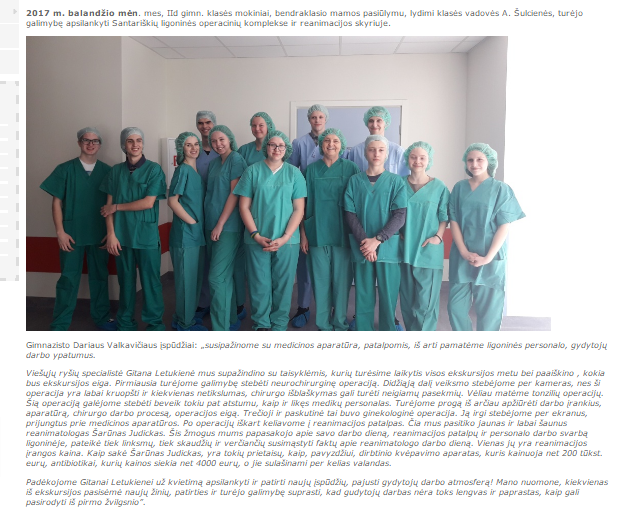 2017 m. balandžio mėn. mes, IId gimn. klasės mokiniai, bendraklasio mamos pasiūlymu, lydimi klasės vadovės A. Šulcienės, turėjo
galimybę apsilankyti Santariškių ligoninės operacinių komplekse ir reanimacijos skyriuje.
Gimnazisto Dariaus Valkavičiaus įspūdžiai: „susipažinome su medicinos aparatūra, patalpomis, iš arti pamatėme ligoninės personalo, gydytojų
darbo ypatumus.
Viešųjų ryšių specialistė Gitana Letukienė mus supažindino su taisyklėmis, kurių turėsime laikytis visos ekskursijos metu bei paaiškino , kokia
bus ekskursijos eiga. Pirmiausia turėjome galimybę stebėti neurochirurginę operaciją. Didžiąją dalį veiksmo stebėjome per kameras, nes ši
operacija yra labai kruopšti ir kiekvienas netikslumas, chirurgo išblaškymas gali turėti neigiamų pasekmių. Vėliau matėme tonzilių operaciją.
Šią operaciją galėjome stebėti beveik tokiu pat atstumu, kaip ir likęs medikų personalas. Turėjome progą iš arčiau apžiūrėti darbo įrankius,
aparatūrą, chirurgo darbo procesą, operacijos eigą. Trečioji ir paskutinė tai buvo ginekologinė operacija. Ją irgi stebėjome per ekranus,
prijungtus prie medicinos aparatūros. Po operacijų iškart keliavome į reanimacijos patalpas. Čia mus pasitiko jaunas ir labai šaunus
reanimatologas Šarūnas Judickas. Šis žmogus mums papasakojo apie savo darbo dieną, reanimacijos patalpų ir personalo darbo svarbą
ligoninėje, pateikė tiek linksmų, tiek skaudžių ir verčiančių susimąstyti faktų apie reanimatologo darbo dieną. Vienas jų yra reanimacijos
įrangos kaina. Kaip sakė Šarūnas Judickas, yra tokių prietaisų, kaip, pavyzdžiui, dirbtinio kvėpavimo aparatas, kuris kainuoja net 200 tūkst.
eurų, antibiotikai, kurių kainos siekia net 4000 eurų, o jie sulašinami per kelias valandas.
Padėkojome Gitanai Letukienei už kvietimą apsilankyti ir patirti naujų įspūdžių, pajusti gydytojų darbo atmosferą! Mano nuomone, kiekvienas
iš ekskursijos pasisėmė naujų žinių, patirties ir turėjo galimybę suprasti, kad gudytojų darbas nėra toks lengvas ir paprastas, kaip gali
pasirodyti iš pirmo žvilgsnio“.